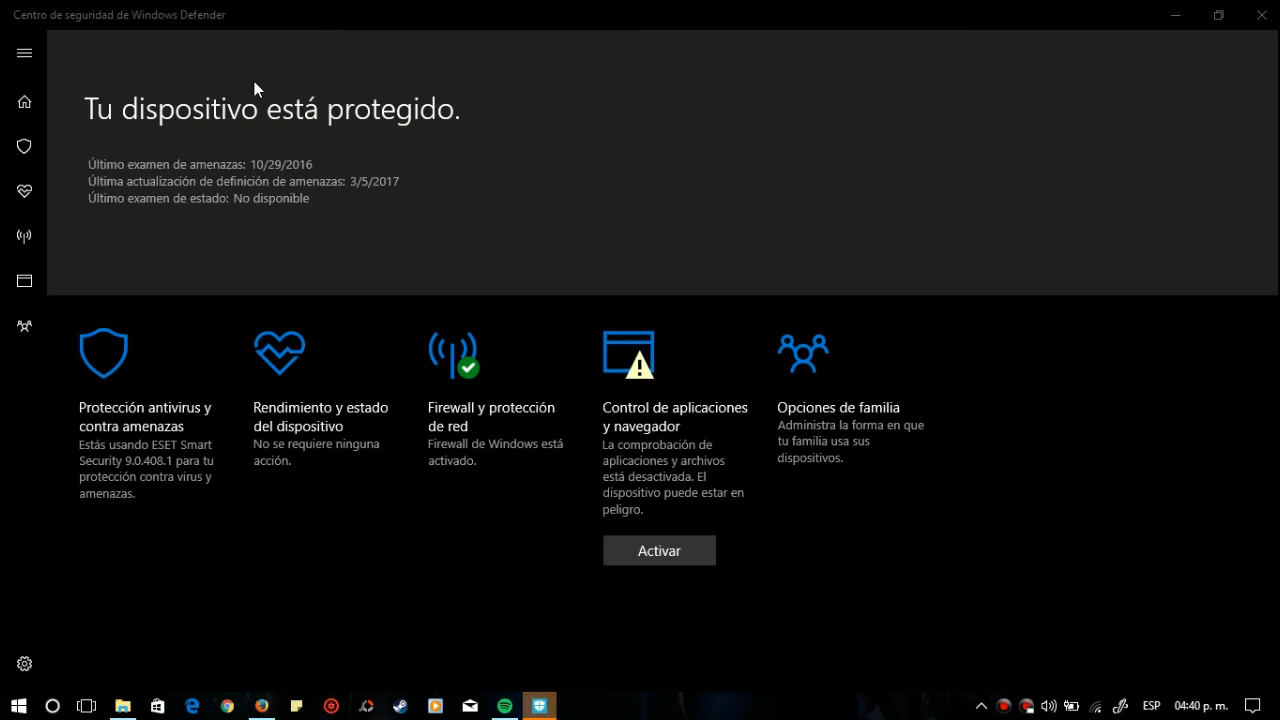 Centro de seguridad de Windows Defender
Tu dispositivo está protegido.
Último examen de amenazas: 10/29/2016
Última actualización de definición de amenazas: 3/5/2017
Último examen de estado: No disponible
Protección antivirus y
contra amenazas
Estás usando ESET Smart
Security 9.0.408.1 para tu
protección contra virus y
amenazas.
Rendimiento y estado
del dispositivo
No se requiere ninguna
acción.
Firewall y protección
de red
Firewall de Windows está
activado.
Control de aplicaciones
y navegador
La comprobación de
aplicaciones y archivos
está desactivada. El
dispositivo puede estar en
peligro.
Activar
Opciones de familia
Administra la forma en que
tu familia usa sus
dispositivos.
ESP
04:40 p. m.